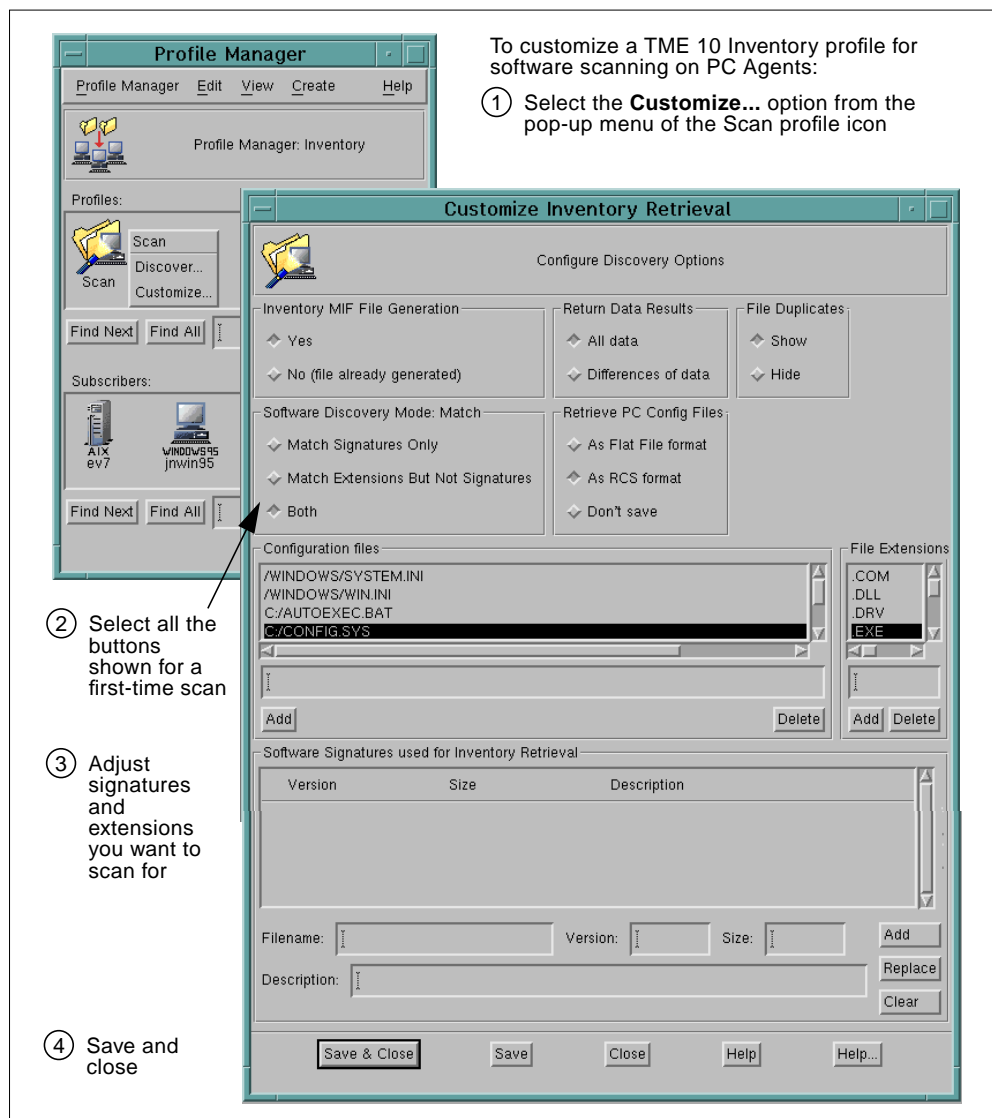 To customize a TME 10 Inventory profile for
software scanning on PC Agents:
1 Select the Customize... option from the
pop-up menu of the Scan profile icon
Profile Manager
Profile Manager Edit View Create Help
Profile Manager: Inventory
Profiles:
Scan
Scan
Discover...
Customize...
Find Next Find All
Subscribers:
AIX
ev7
WINDOWS95
jnwin95
Find Next Find All
2 Select all the
buttons
shown for a
first-time scan
3 Adjust
signatures
and
extensions
you want to
scan for
4 Save and
close
Customize Inventory Retrieval
Configure Discovery Options
Inventory MIF File Generation
Yes
No (file already generated)
Return Data Results
All data
Differences of data
File Duplicates
Show
Hide
Software Discovery Mode: Match
Match Signatures Only
Match Extensions But Not Signatures
Both
Retrieve PC Config Files
As Flat File format
As RCS format
Don't save
Configuration files
/WINDOWS/SYSTEM.INI
/WINDOWS/WIN.INI
C:/AUTOEXEC.BAT
C:/CONFIG.SYS
Add Delete
File Extensions
.COM
.DLL
.DRV
.EXE
Add Delete
Software Signatures used for Inventory Retrieval
Version Size Description
Filename: Version: Size: Add
Description: Replace
Clear
Save & Close Save Close Help Help...